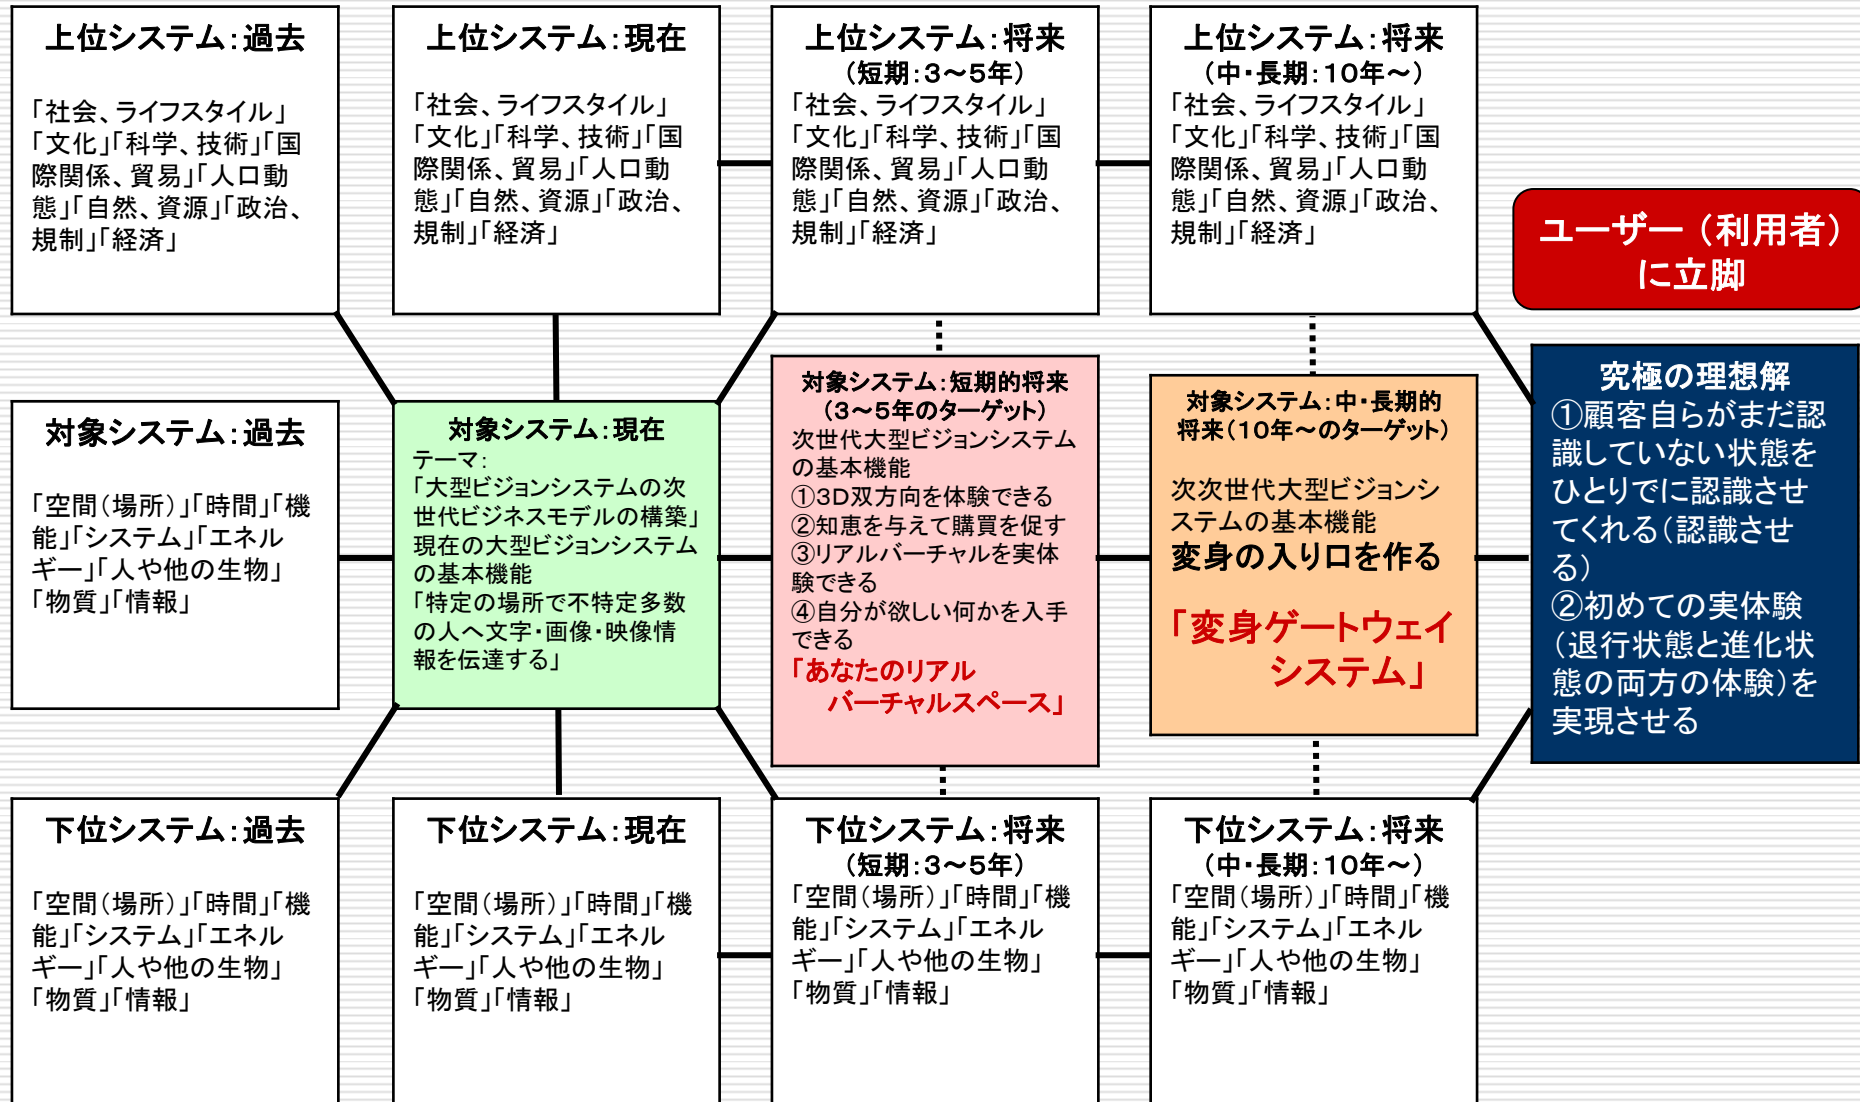 上位システム：過去
「社会、ライフスタイル」
「文化」「科学、技術」「国
際関係、貿易」「人口動
態」「自然、資源」「政治、
規制」「経済」
上位システム：現在
「社会、ライフスタイル」
「文化」「科学、技術」「国
際関係、貿易」「人口動
態」「自然、資源」「政治、
規制」「経済」
上位システム：将来
（短期：3～5年）
「社会、ライフスタイル」
「文化」「科学、技術」「国
際関係、貿易」「人口動
態」「自然、資源」「政治、
規制」「経済」
上位システム：将来
（中・長期：10年～）
「社会、ライフスタイル」
「文化」「科学、技術」「国
際関係、貿易」「人口動
態」「自然、資源」「政治、
規制」「経済」
ユーザー（利用者）
に立脚
対象システム：過去
「空間（場所）」「時間」「機
能」「システム」「エネル
ギー」「人や他の生物」
「物質」「情報」
対象システム：現在
テーマ：
「大型ビジョンシステムの次
世代ビジネスモデルの構築」
現在の大型ビジョンシステム
の基本機能
「特定の場所で不特定多数
の人へ文字・画像・映像情
報を伝達する」
対象システム：短期的将来
（3～5年のターゲット）
次世代大型ビジョンシステム
の基本機能
①3D双方向を体験できる
②知恵を与えて購買を促す
③リアルバーチャルを実体
験できる
④自分が欲しい何かを入手
できる
「あなたのリアル
バーチャルスペース」
対象システム：中・長期的
将来（10年～のターゲット）
次次世代大型ビジョンシ
ステムの基本機能
変身の入り口を作る
「変身ゲートウェイ
システム」
究極の理想解
①顧客自らがまだ認
識していない状態を
ひとりでに認識させ
てくれる（認識させ
る）
②初めての実体験
（退行状態と進化状
態の両方の体験）を
実現させる
下位システム：過去
「空間（場所）」「時間」「機
能」「システム」「エネル
ギー」「人や他の生物」
「物質」「情報」
下位システム：現在
「空間（場所）」「時間」「機
能」「システム」「エネル
ギー」「人や他の生物」
「物質」「情報」
下位システム：将来
（短期：3～5年）
「空間（場所）」「時間」「機
能」「システム」「エネル
ギー」「人や他の生物」
「物質」「情報」
下位システム：将来
（中・長期：10年～）
「空間（場所）」「時間」「機
能」「システム」「エネル
ギー」「人や他の生物」
「物質」「情報」